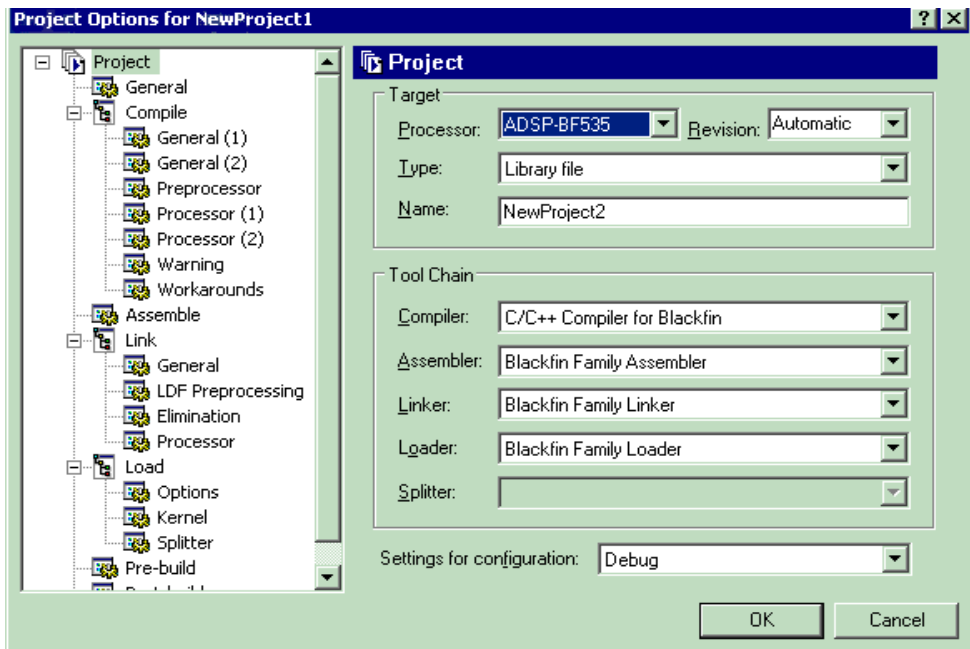 Project Options for NewProject1
Project
General
Compile
General (1)
General (2)
Preprocessor
Processor (1)
Processor (2)
Warning
Workarounds
Assemble
Link
General
LDF Preprocessing
Elimination
Processor
Load
Options
Kernel
Splitter
Pre-build
Project
Target
Processor: ADSP-BF535 Revision: Automatic
Type: Library file
Name: NewProject2
Tool Chain
Compiler: C/C++ Compiler for Blackfin
Assembler: Blackfin Family Assembler
Linker: Blackfin Family Linker
Loader: Blackfin Family Loader
Splitter:
Settings for configuration: Debug
OK Cancel